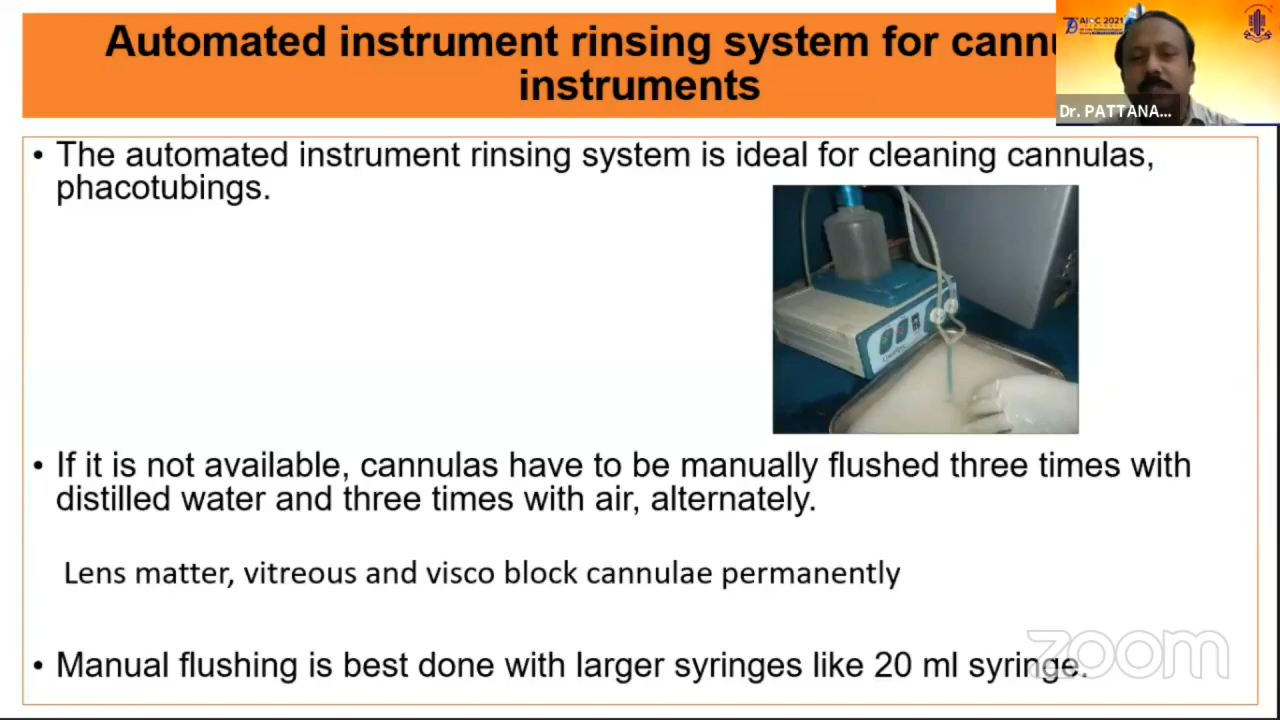 Automated instrument rinsing system for
instruments
AIOC 2021
Dr. PATTANA...
• The automated instrument rinsing system is ideal for cleaning cannulas,
phacotubings.
• If it is not available, cannulas have to be manually flushed three times with
distilled water and three times with air, alternately.
Lens matter, vitreous and visco block cannulae permanently
• Manual flushing is best done with larger syringes like 20 ml syringe.
zoom